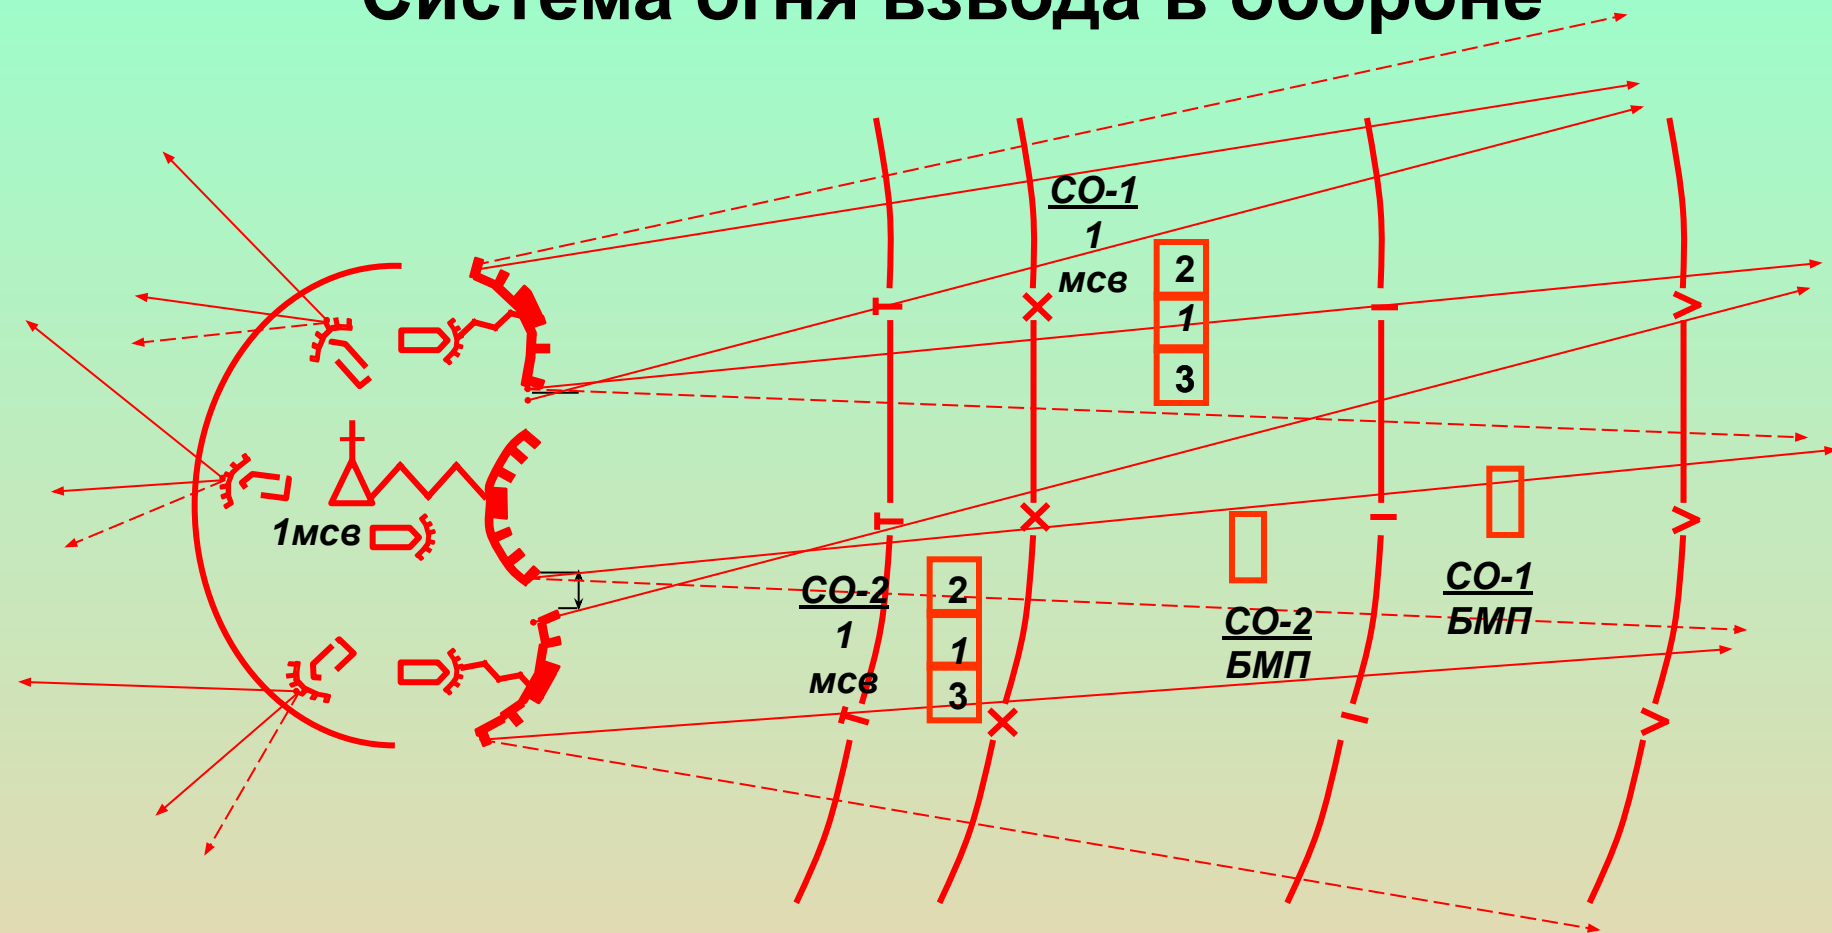 Система огня взвода в обороне
СО-1
1
мсв
2
1
3
1мсв
СО-2
1
мсв
2
1
3
СО-2
БМП
СО-1
БМП